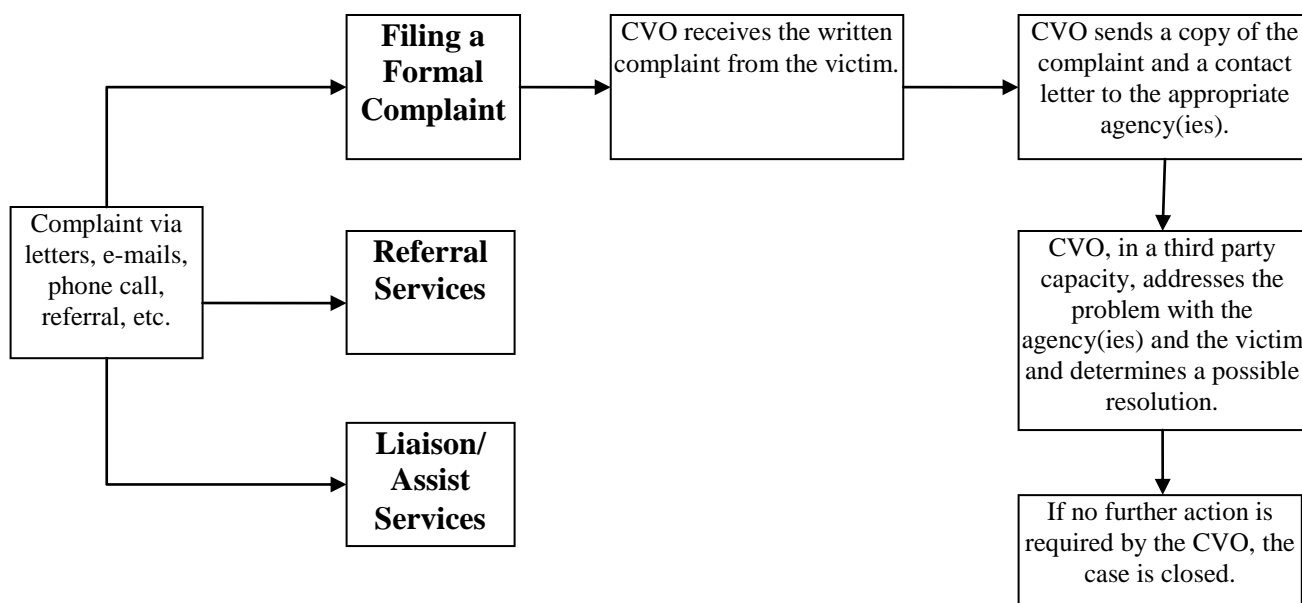 Filing a
Formal
Complaint
CVO receives the written
complaint from the victim.
CVO sends a copy of the
complaint and a contact
letter to the appropriate
agency(ies).
Complaint via
letters, e-mails,
phone call,
referral, etc.
Referral
Services
CVO, in a third party
capacity, addresses the
problem with the
agency(ies) and the victim
and determines a possible
resolution.
Liaison/
Assist
Services
If no further action is
required by the CVO, the
case is closed.